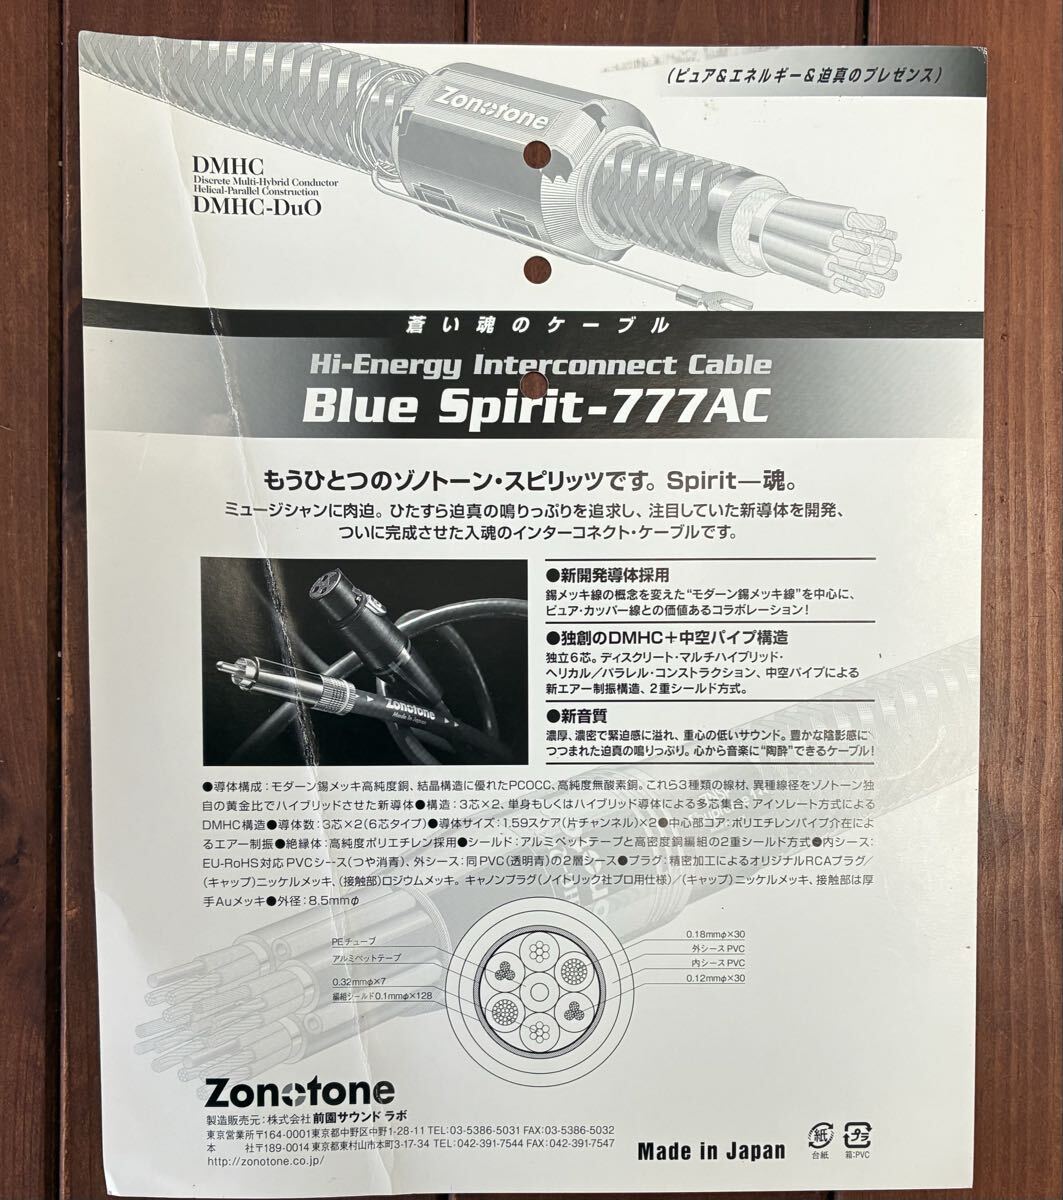 (ピュア&エネルギー&迫真のプレゼンス)
Zonotone
DMHC
Discrete Multi-Hybrid Conductor
Helical-Parallel Construction
DMHC-DuO
蒼い魂のケーブル
Hi-Energy Interconnect Cable
Blue Spirit-777AC
もうひとつのゾノトーン・スピリッツです。Spirit―魂。
ミュージシャンに肉迫。ひたすら迫真の鳴りっぷりを追求し、注目していた新導体を開発、
ついに完成させた入魂のインターコネクト・ケーブルです。
Zonotone
Made in Japan
●新開発導体採用
錫メッキ線の概念を変えた“モダーン錫メッキ線”を中心に、
ピュア・カッパー線との価値あるコラボレーション!
●独創のDMHC+中空パイプ構造
独立6芯。ディスクリート・マルチハイブリッド・
ヘリカル/パラレル・コンストラクション、中空パイプによる
新エアー制振構造、2重シールド方式。
●新音質
濃厚、濃密で緊迫感に溢れ、重心の低いサウンド。豊かな陰影感に
つつまれた迫真の鳴りっぷり。心から音楽に“陶酔”できるケーブル!
●導体構成:モダーン錫メッキ高純度銅、結晶構造に優れたPCOCC、高純度無酸素銅。これら3種類の線材、異種線径をゾノトーン独
自の黄金比でハイブリッドさせた新導体●構造:3芯×2、単身もしくはハイブリッド導体による多芯集合、アイソレート方式による
DMHC構造●導体数:3芯×2(6芯タイプ)●導体サイズ:1.59スケア(片チャンネル)×2●中心部コア:ポリエチレンパイプ介在によ
るエアー制振●絶縁体:高純度ポリエチレン採用●シールド:アルミペットテープと高密度銅編組の2重シールド方式●内シース:
EU-RoHS対応PVCシース(つや消青)、外シース:同PVC(透明青)の2層シース●プラグ:精密加工によるオリジナルRCAプラグ/
(キャップ)ニッケルメッキ、(接触部)ロジウムメッキ。キャノンプラグ(ノイトリック社プロ用仕様)/(キャップ)ニッケルメッキ、接触部は厚
手Auメッキ●外径:8.5mmφ
PEチューブ
アルミペットテープ
0.32mmφ×7
編組シールド0.1mmφ×128
0.18mmφ×30
外シースPVC
内シースPVC
0.12mmφ×30
Zonotone
製造販売元:株式会社 前園サウンド ラボ
東京営業所〒164-0001東京都中野区中野1-28-11 TEL:03-5386-5031 FAX:03-5386-5032
本 社〒189-0014 東京都東村山市本町3-17-34 TEL:042-391-7544 FAX:042-391-7547
http://zonotone.co.jp/
Made in Japan
紙
台紙
プラ
箱:PVC